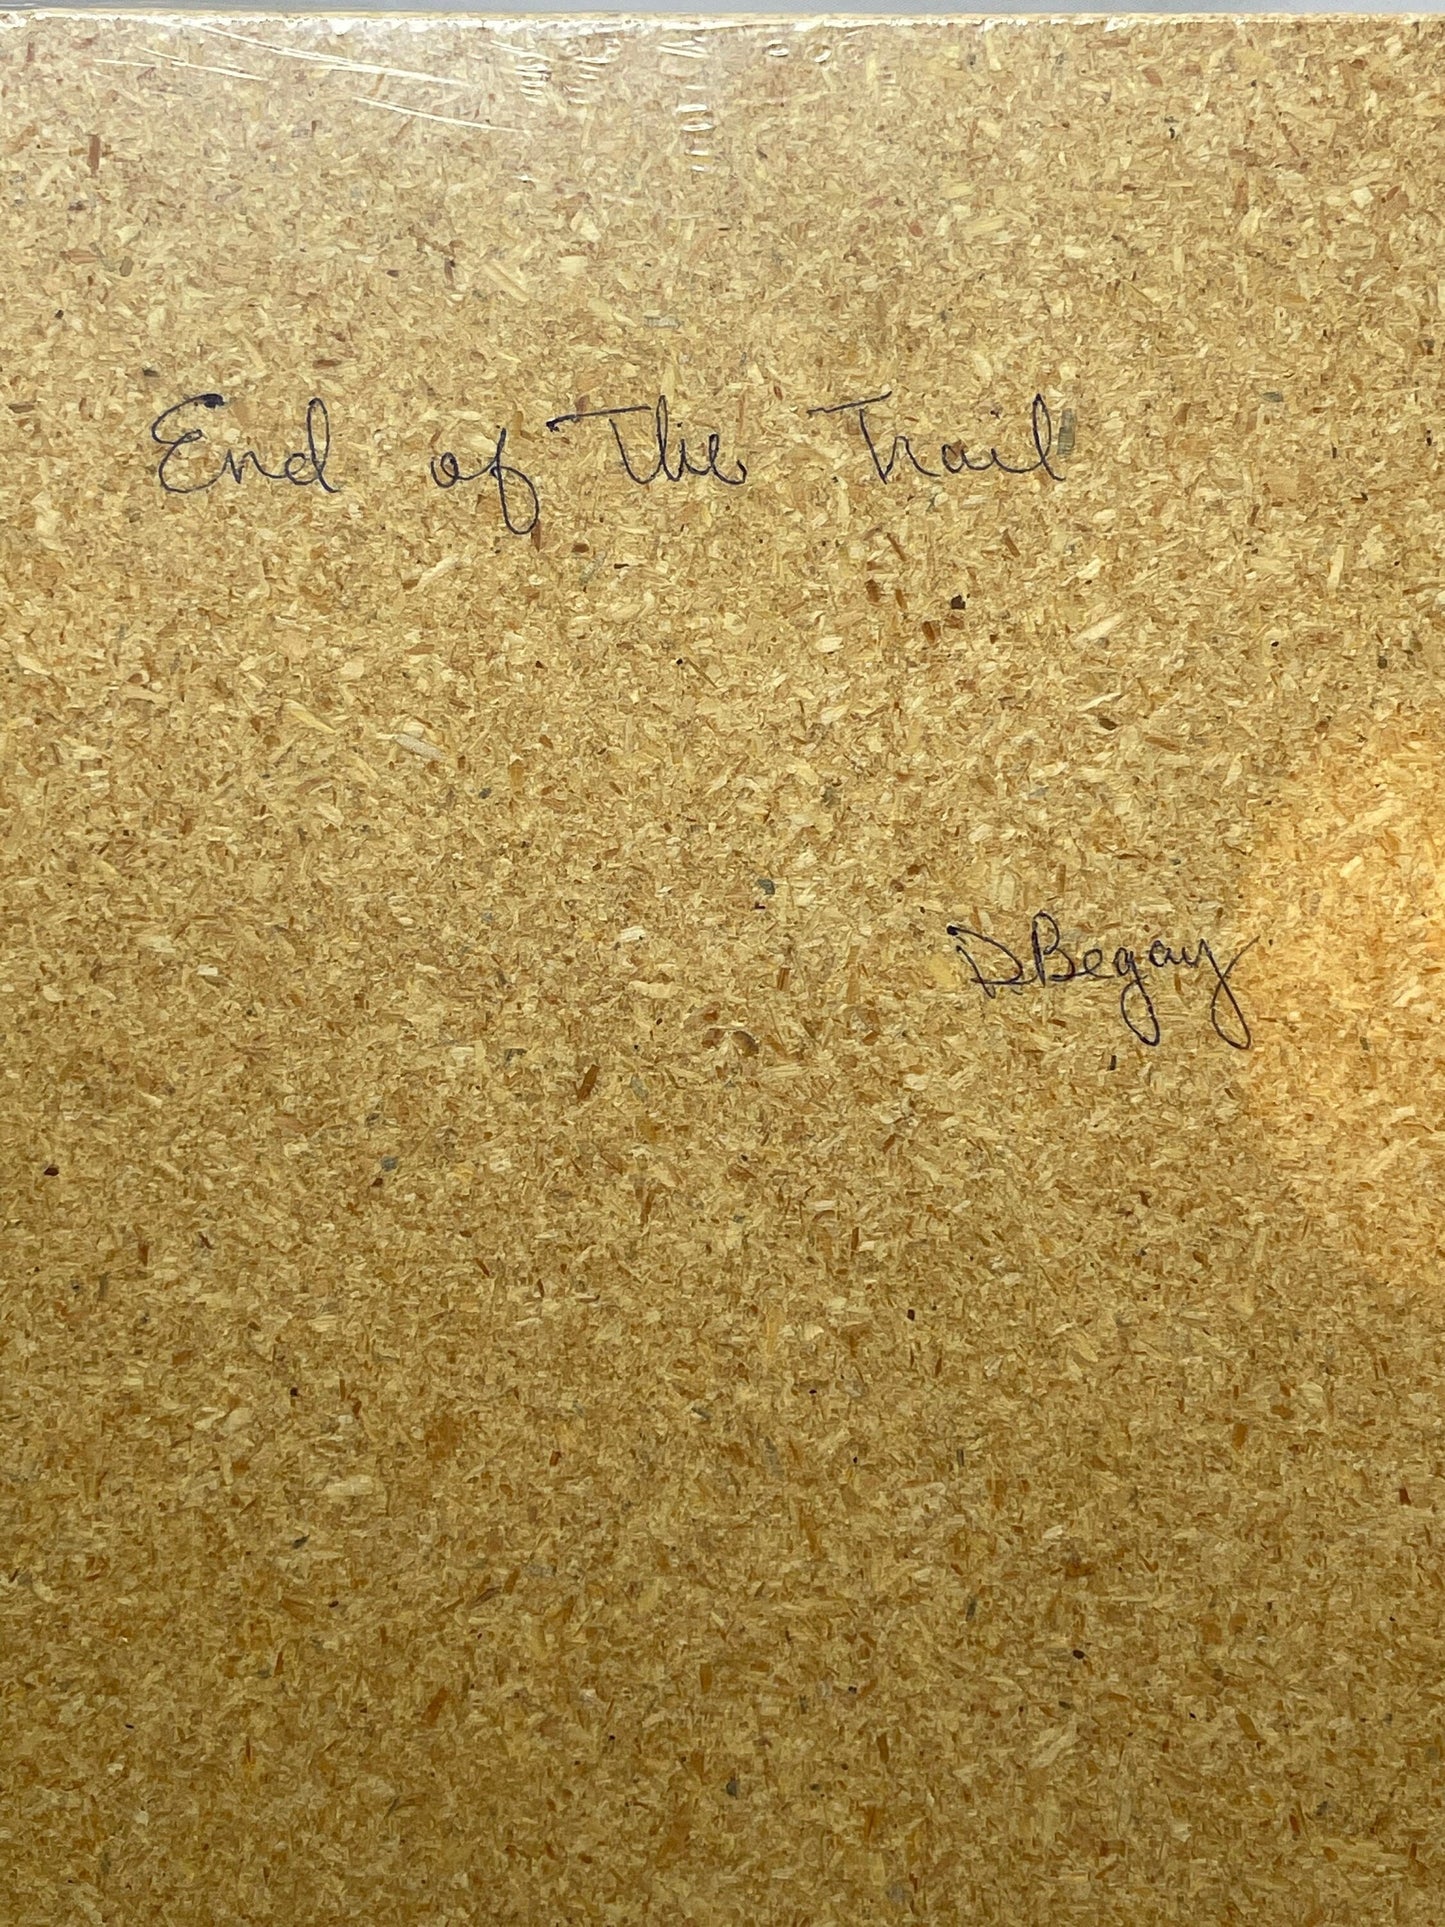 End of The Trail
D Begay